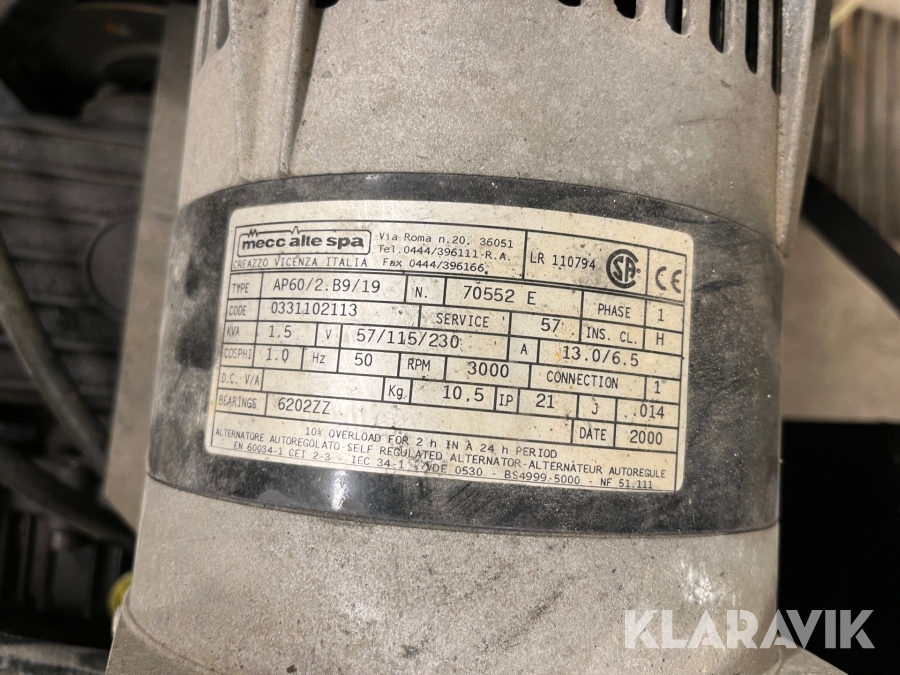 mecc alte spa
Via Roma n.20, 36051
Tel.0444/396111-R.A.
CREAZZO VICENZA ITALIA Fax 0444/396166
LR 110794 SA CE
TYPE AP60/2.B9/19 N. 70552 E PHASE 1
CODE 0331102113 SERVICE 57 INS. CL. H
KVA 1.5 V 57/115/230 A 13.0/6.5
COSPHI 1.0 Hz 50 RPM 3000 CONNECTION 1
D.C. V/A Kg 10,5 IP 21 J .014
BEARINGS 6202ZZ DATE 2000
10% OVERLOAD FOR 2 h IN A 24 h PERIOD
ALTERNATORE AUTOREGOLATO-SELF REGULATED ALTERNATOR-ALTERNATEUR AUTOREGULE
EN 60034-1 CEI 2-3 - IEC 34-1 - VDE 0530 - BS4999-5000 - NF 51.111
KLARAVIK